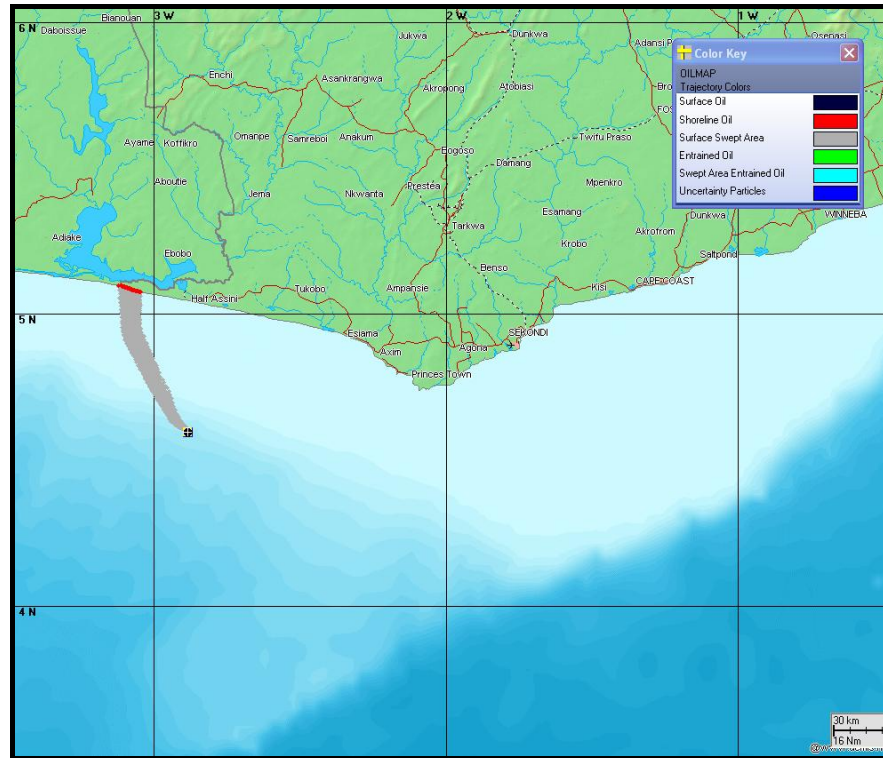 Bianouan
3 W
2 W
1 W
6 N
Daboissue
Jukwa
Dunkwa
Adansi P
Osenasi
Color Key
OILMAP
Trajectory Colors
Surface Oil
Shoreline Oil
Surface Swept Area
Entrained Oil
Swept Area Entrained Oil
Uncertainty Particles
Enchi
Asankrangwa
Akropong
Atobiasi
Bro
FOS
Ayame
Koffikro
Omanpe
Samreboi
Anakum
Twifu Praso
Bogoso
Damang
Aboutie
Jema
Nkwanta
Prestea
Mpenkro
Esamang
Akrofrom
Dunkwa
WINNEBA
Tarkwa
Adiake
Ebobo
Krobo
Saltpond
Benso
Half Assini
Tukobo
Ampansie
Kisi
CAPE COAST
5 N
Esiama
Axim
Agona
SEKONDI
Princes Town
4 N
30 km
16 Nm